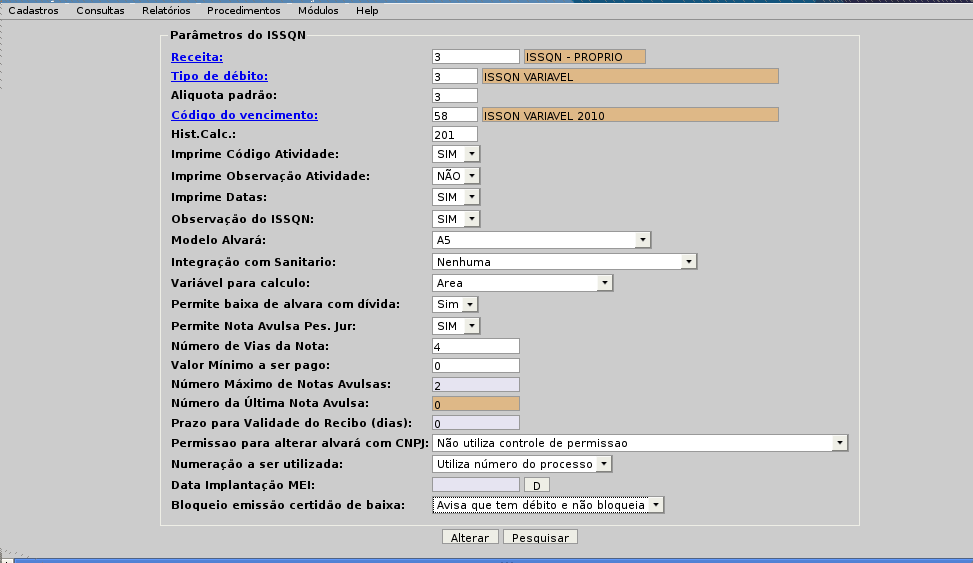 Cadastros Consultas Relatórios Procedimentos Módulos Help
Parâmetros do ISSQN
Receita: 3 ISSQN - PROPRIO
Tipo de débito: 3 ISSQN VARIAVEL
Aliquota padrão: 3
Código do vencimento: 58 ISSQN VARIAVEL 2010
Hist.Calc.: 201
Imprime Código Atividade: SIM
Imprime Observação Atividade: NÃO
Imprime Datas: SIM
Observação do ISSQN: SIM
Modelo Alvará: A5
Integração com Sanitario: Nenhuma
Variável para calculo: Area
Permite baixa de alvara com dívida: Sim
Permite Nota Avulsa Pes. Jur: SIM
Número de Vias da Nota: 4
Valor Mínimo a ser pago: 0
Número Máximo de Notas Avulsas: 2
Número da Última Nota Avulsa: 0
Prazo para Validade do Recibo (dias): 0
Permissao para alterar alvará com CNPJ: Não utiliza controle de permissao
Numeração a ser utilizada: Utiliza número do processo
Data Implantação MEI: D
Bloqueio emissão certidão de baixa: Avisa que tem débito e não bloqueia
Alterar Pesquisar